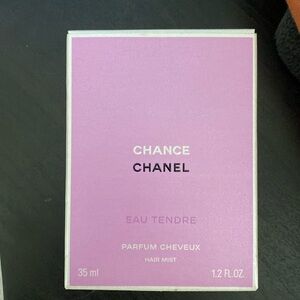 CHANCE
CHANEL
EAU TENDRE
PARFUM CHEVEUX
HAIR MIST
35 ml 1.2 FL.OZ.